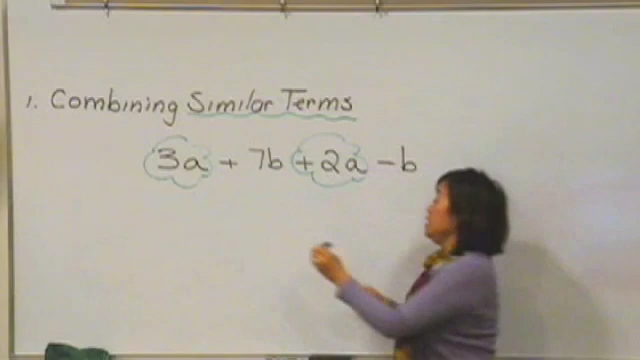 1. Combining Similar Terms
3a + 7b + 2a - b